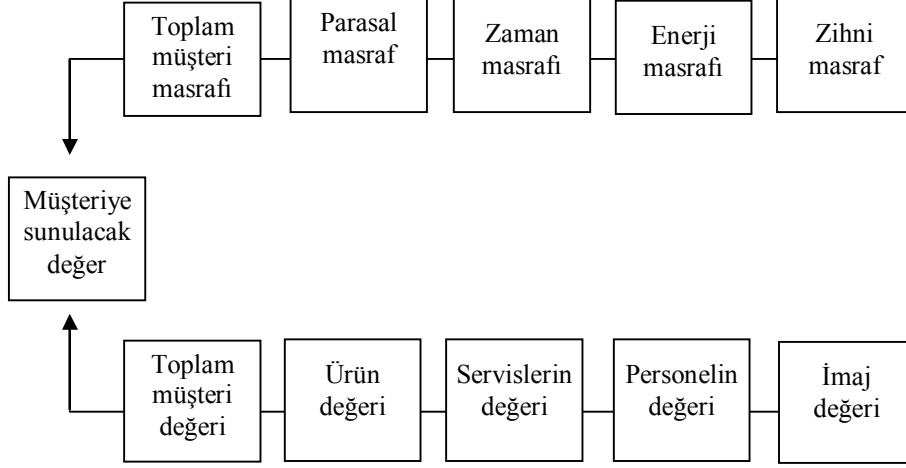 Toplam
müşteri
masrafı
Parasal
masraf
Zaman
masrafı
Enerji
masrafı
Zihni
masraf
Müşteriye
sunulacak
değer
Toplam
müşteri
değeri
Ürün
değeri
Servislerin
değeri
Personelin
değeri
İmaj
değeri